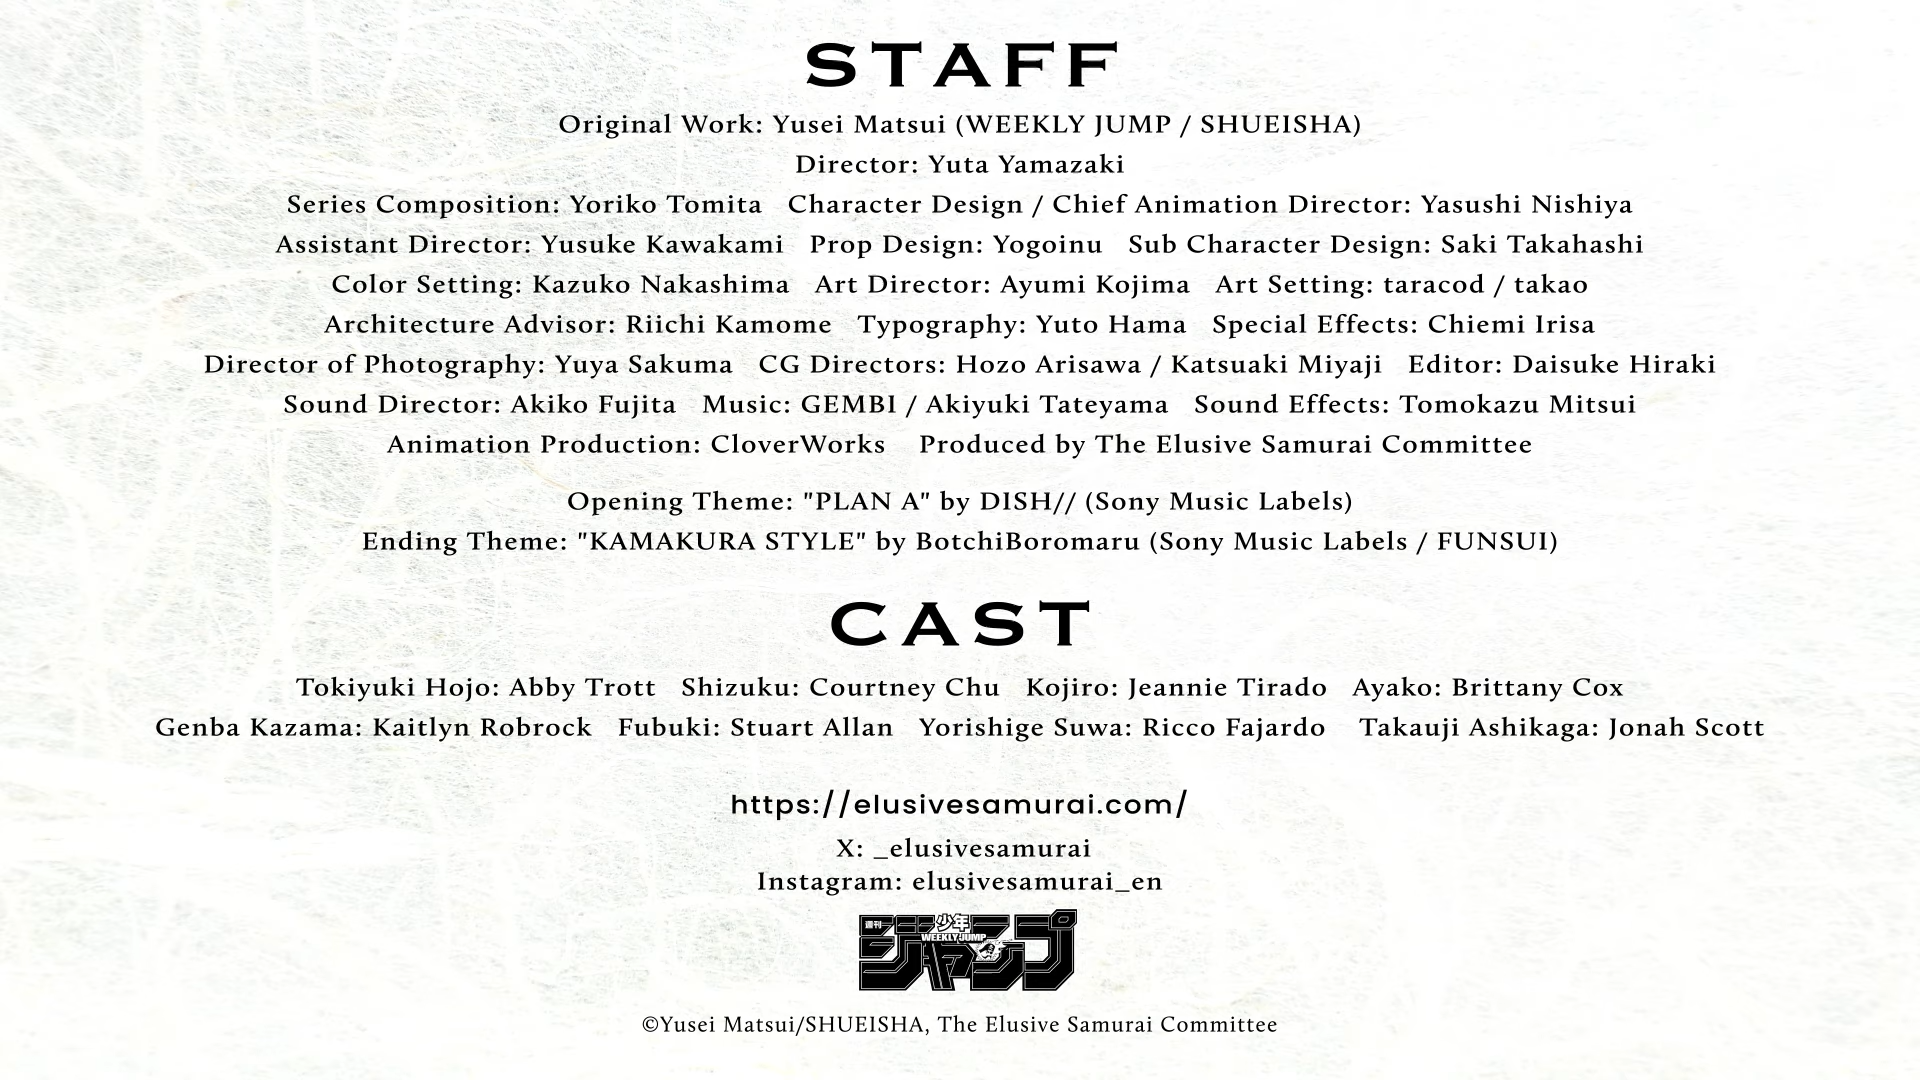 STAFF
Original Work: Yusei Matsui (WEEKLY JUMP / SHUEISHA)
Director: Yuta Yamazaki
Series Composition: Yoriko Tomita Character Design / Chief Animation Director: Yasushi Nishiya
Assistant Director: Yusuke Kawakami Prop Design: Yogoinu Sub Character Design: Saki Takahashi
Color Setting: Kazuko Nakashima Art Director: Ayumi Kojima Art Setting: taracod / takao
Architecture Advisor: Riichi Kamome Typography: Yuto Hama Special Effects: Chiemi Irisa
Director of Photography: Yuya Sakuma CG Directors: Hozo Arisawa / Katsuaki Miyaji Editor: Daisuke Hiraki
Sound Director: Akiko Fujita Music: GEMBI / Akiyuki Tateyama Sound Effects: Tomokazu Mitsui
Animation Production: CloverWorks Produced by The Elusive Samurai Committee
Opening Theme: "PLAN A" by DISH// (Sony Music Labels)
Ending Theme: "KAMAKURA STYLE" by BotchiBoromaru (Sony Music Labels / FUNSUI)
CAST
Tokiyuki Hojo: Abby Trott Shizuku: Courtney Chu Kojiro: Jeannie Tirado Ayako: Brittany Cox
Genba Kazama: Kaitlyn Robrock Fubuki: Stuart Allan Yorishige Suwa: Ricco Fajardo Takauji Ashikaga: Jonah Scott
https://elusivesamurai.com/
X: _elusivesamurai
Instagram: elusivesamurai_en
週刊 少年
WEEKLY JUMP
ジャンプ
©Yusei Matsui/SHUEISHA, The Elusive Samurai Committee